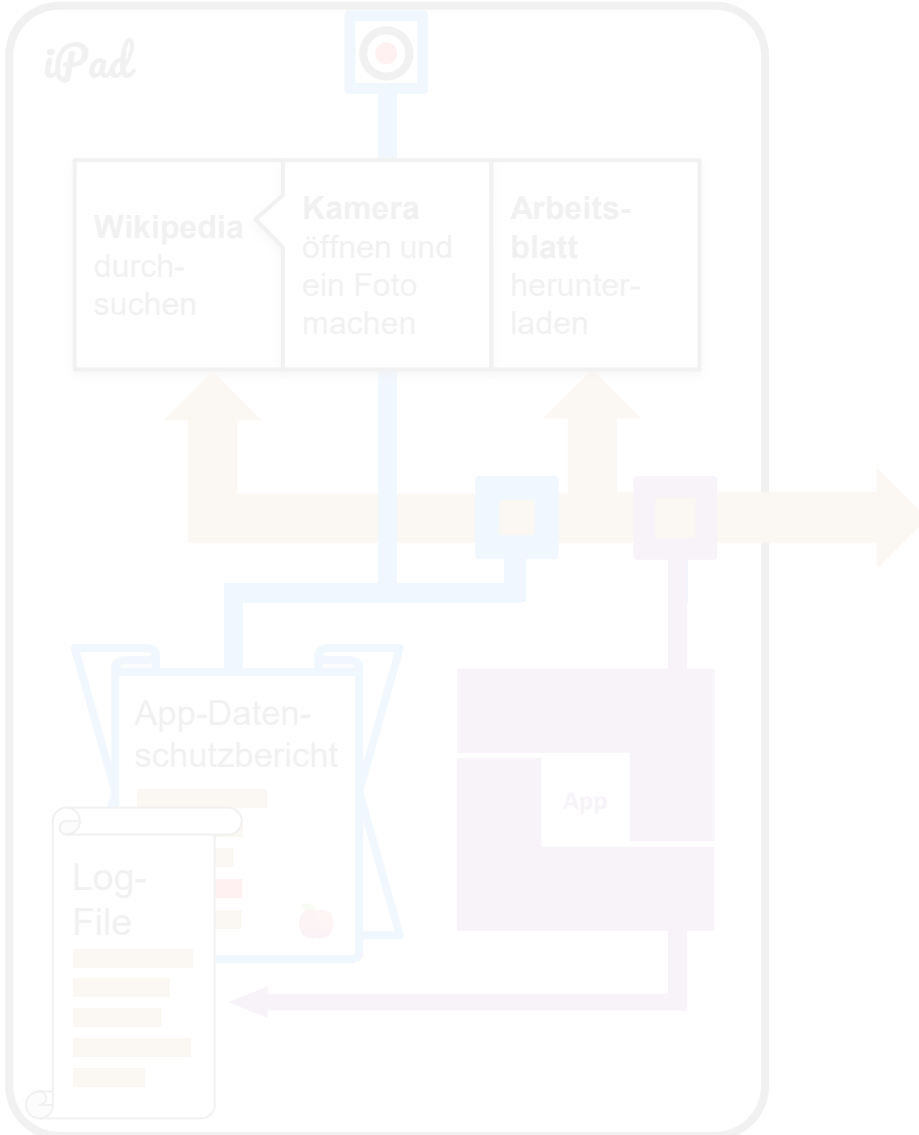 iPad
Wikipedia
durch-
suchen
Kamera
öffnen und
ein Foto
machen
Arbeits-
blatt
herunter-
laden
App-Daten-
schutzbericht
App
Log-
File